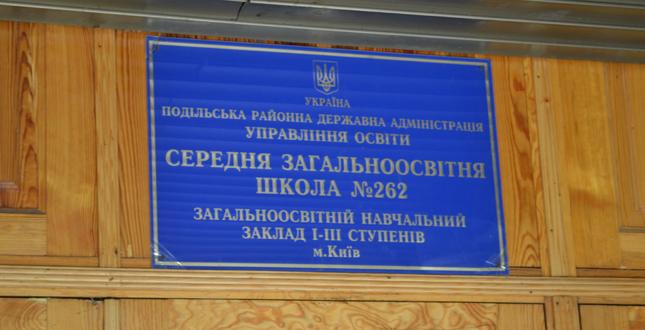 УКРАЇНА
ПОДІЛЬСЬКА РАЙОННА ДЕРЖАВНА АДМІНІСТРАЦІЯ
УПРАВЛІННЯ ОСВІТИ
СЕРЕДНЯ ЗАГАЛЬНООСВІТНЯ
ШКОЛА №262
ЗАГАЛЬНООСВІТНІЙ НАВЧАЛЬНИЙ
ЗАКЛАД І-ІІІ СТУПЕНІВ
м.Київ